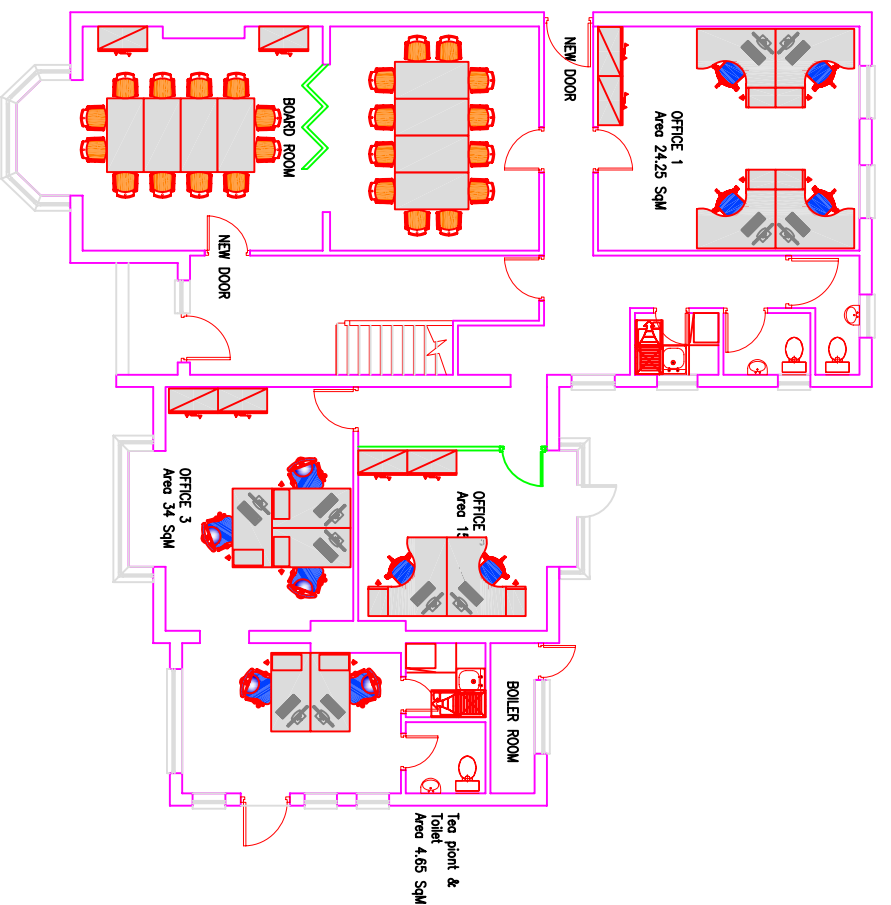 NEW DOOR
OFFICE 1
Area 24.25 SqM
BOARD ROOM
NEW DOOR
OFFICE 3
Area 34 SqM
OFFICE
Area 15
BOILER ROOM
Tea piont &
Toilet
Area 4.65 SqM